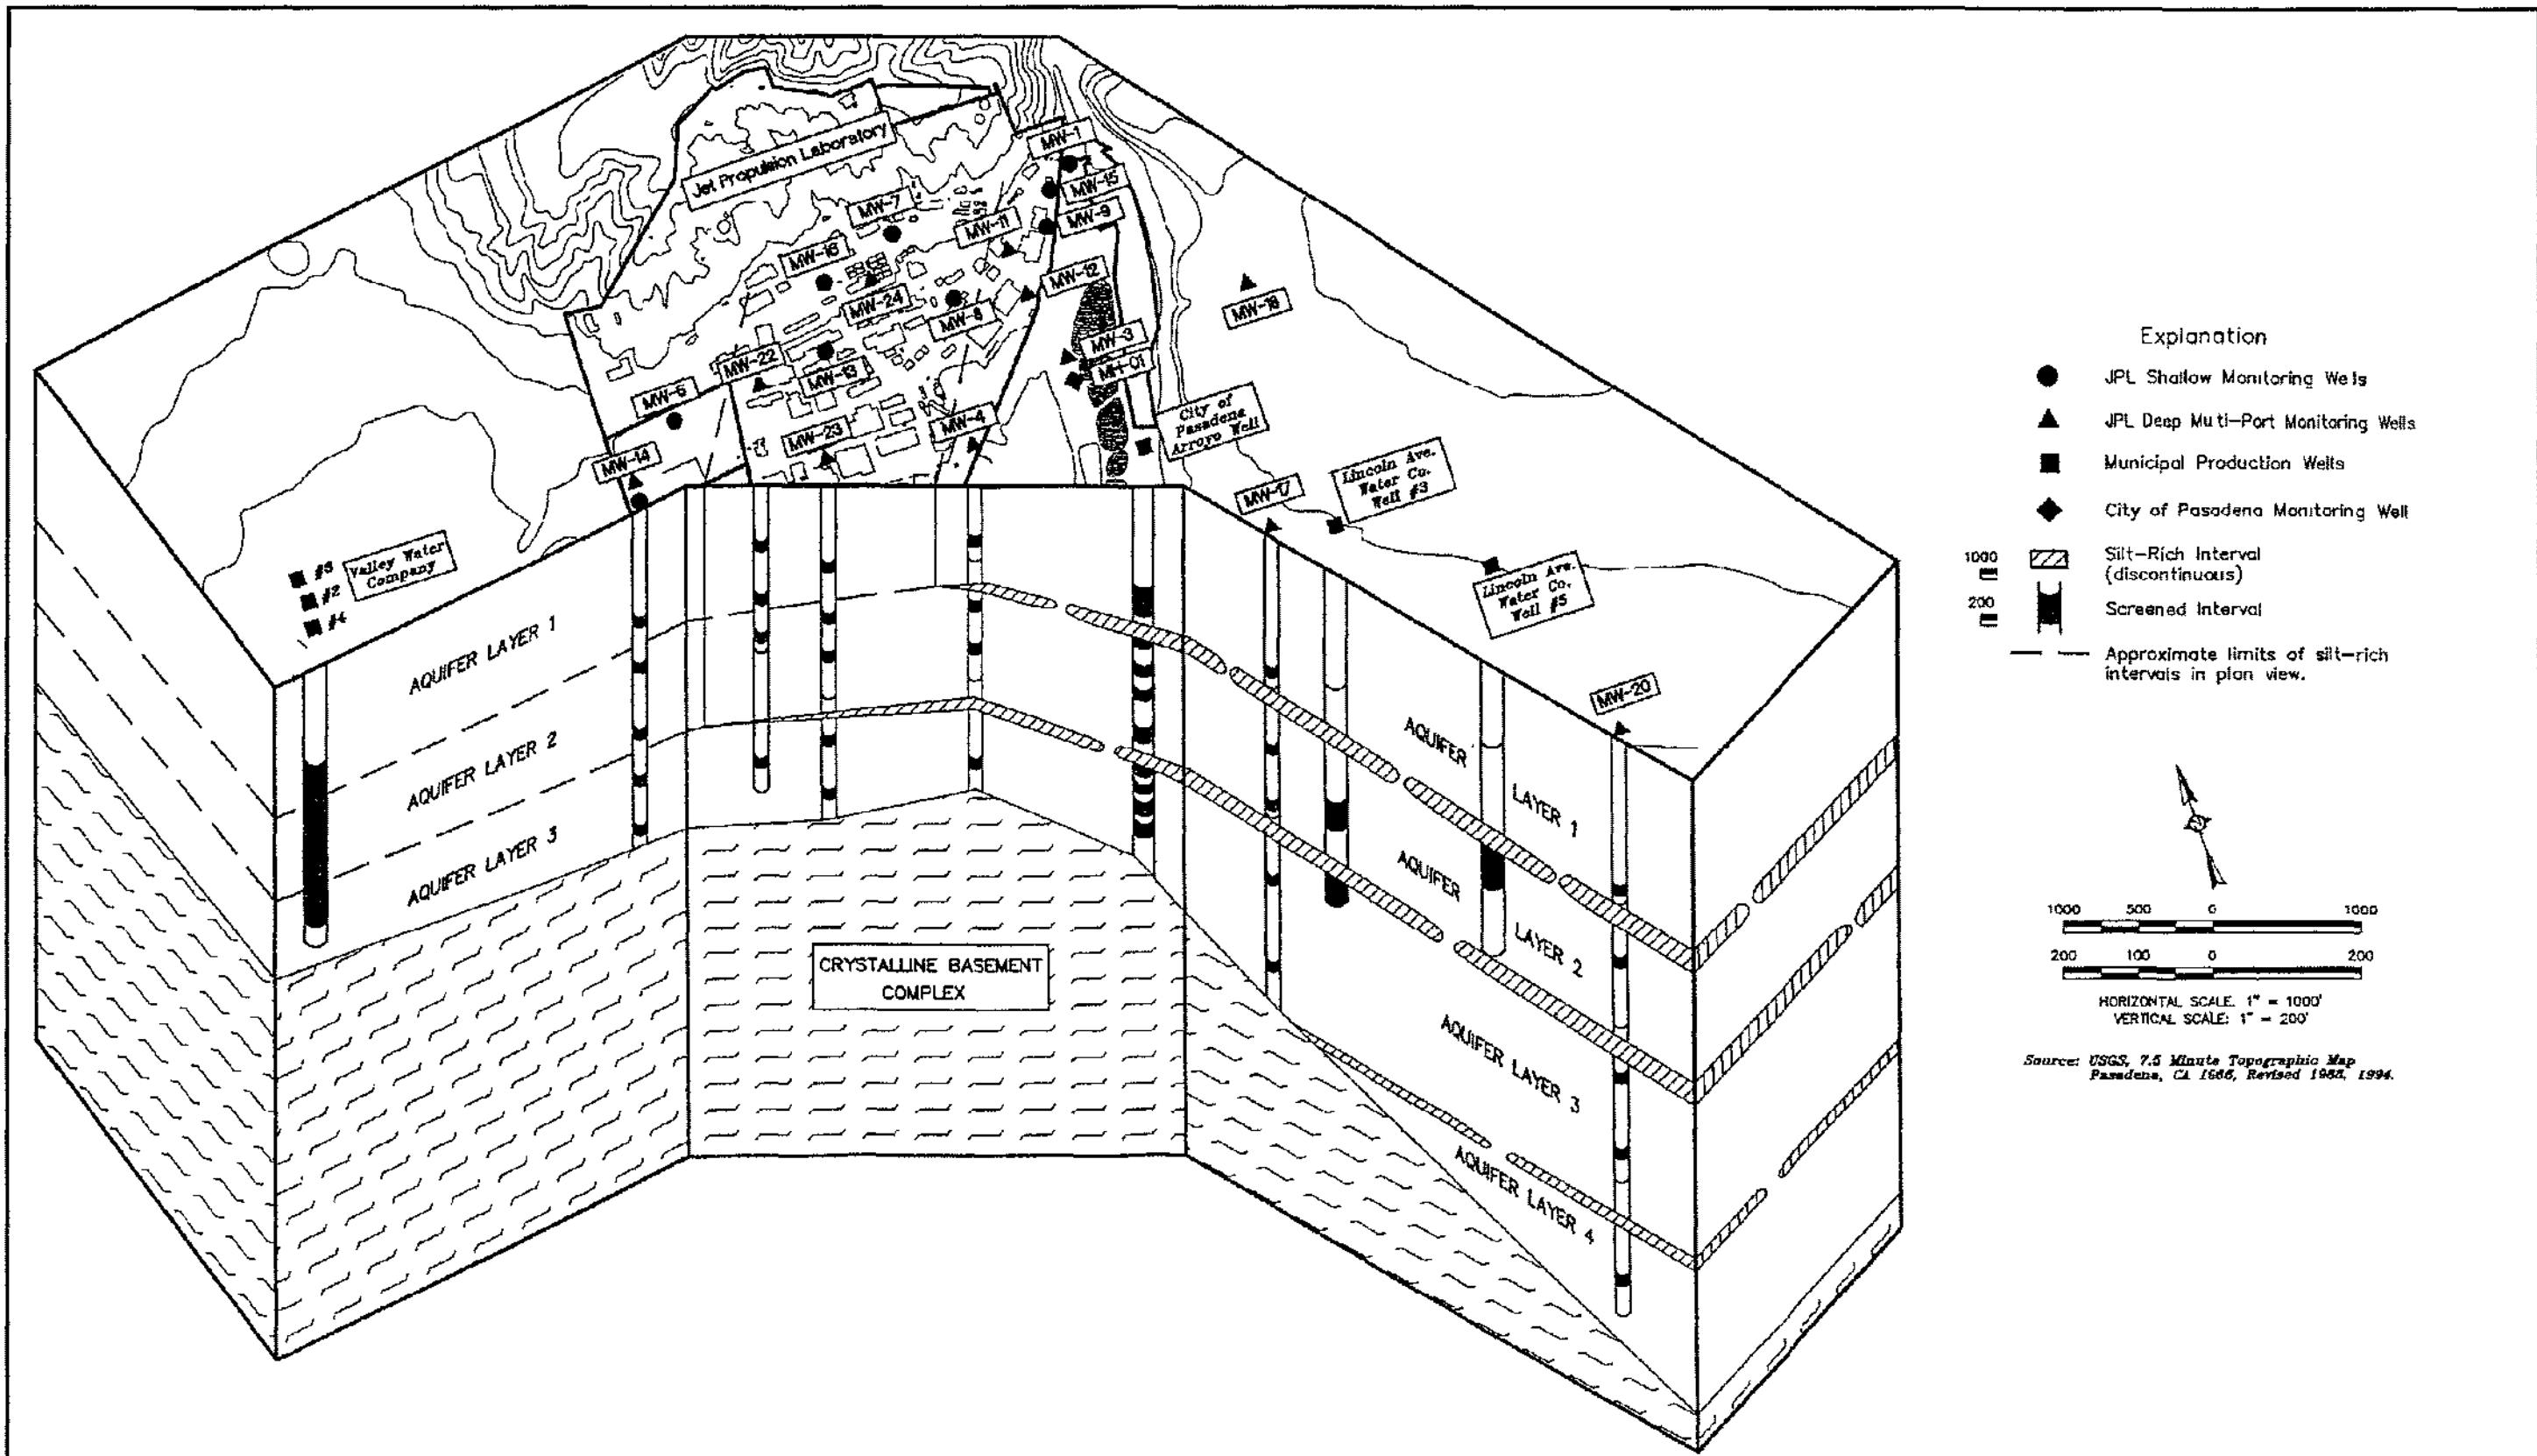 Jet Propulsion Laboratory
MW-1
MW-15
MW-7
MW-9
MW-11
MW-16
MW-12
MW-24
MW-18
MW-8
MW-3
MW-22
MH-01
MW-13
MW-6
City of
Pasadena
Arroyo Well
MW-4
MW-23
MW-14
Lincoln Ave.
Water Co.
Well #3
MW-17
Valley Water
Company
#2
#4
Lincoln Ave.
Water Co.
Well #5
MW-20
AQUIFER LAYER 1
AQUIFER LAYER 2
AQUIFER LAYER 3
AQUIFER LAYER 1
AQUIFER LAYER 2
AQUIFER LAYER 3
AQUIFER LAYER 4
CRYSTALLINE BASEMENT
COMPLEX
Explanation
JPL Shallow Monitoring Wells
JPL Deep Multi-Port Monitoring Wells
Municipal Production Wells
City of Pasadena Monitoring Well
1000
200
Silt-Rich Interval
(discontinuous)
Screened Interval
Approximate limits of silt-rich
intervals in plan view.
1000 500 0 1000
200 100 0 200
HORIZONTAL SCALE: 1" = 1000'
VERTICAL SCALE: 1" = 200'
Source: USGS, 7.5 Minute Topographic Map
Pasadena, CA Revised 1994.